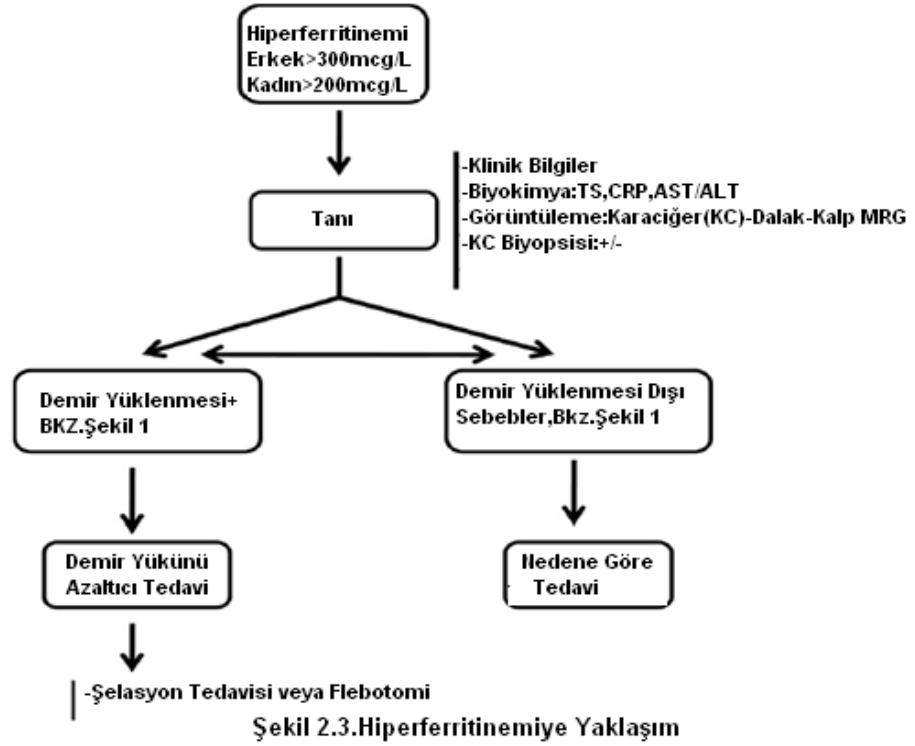 Hiperferritinemi
Erkek>300mcg/L
Kadın>200mcg/L
Tanı
-Klinik Bilgiler
-Biyokimya:TS,CRP,AST/ALT
-Görüntüleme:Karaciğer(KC)-Dalak-Kalp MRG
-KC Biyopsisi:+/-
Demir Yüklenmesi+
BKZ.Şekil 1
Demir Yüklenmesi Dışı
Sebebler,Bkz.Şekil 1
Demir Yükünü
Azaltıcı Tedavi
Nedene Göre
Tedavi
-Şelasyon Tedavisi veya Flebotomi
Şekil 2.3.Hiperferritinemiye Yaklaşım